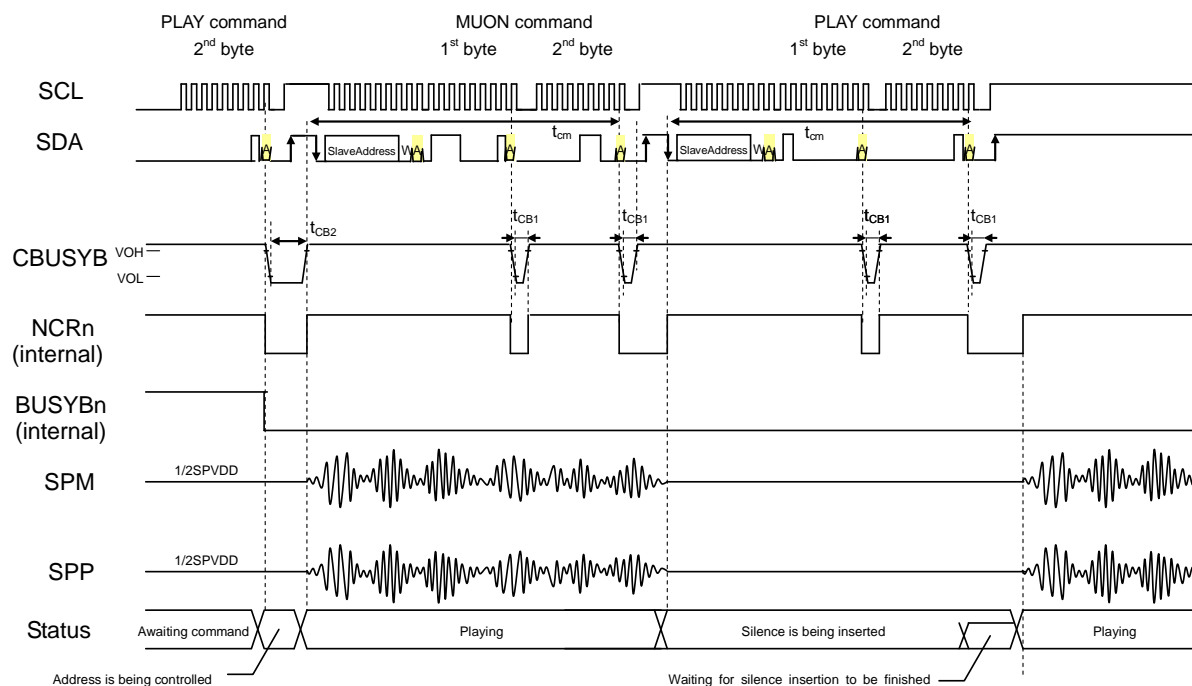 PLAY command
2nd byte
MUON command
1st byte
2nd byte
PLAY command
1st byte
2nd byte
SCL
tcm
tcm
SDA
A
SlaveAddress
W
A
A
A
SlaveAddress
W
A
A
A
tCB2
tCB1
tCB1
tCB1
tCB1
CBUSYB
VOH
VOL
NCRn
(internal)
BUSYBn
(internal)
SPM
1/2SPVDD
SPP
1/2SPVDD
Status
Awaiting command
Playing
Silence is being inserted
Playing
Address is being controlled
Waiting for silence insertion to be finished